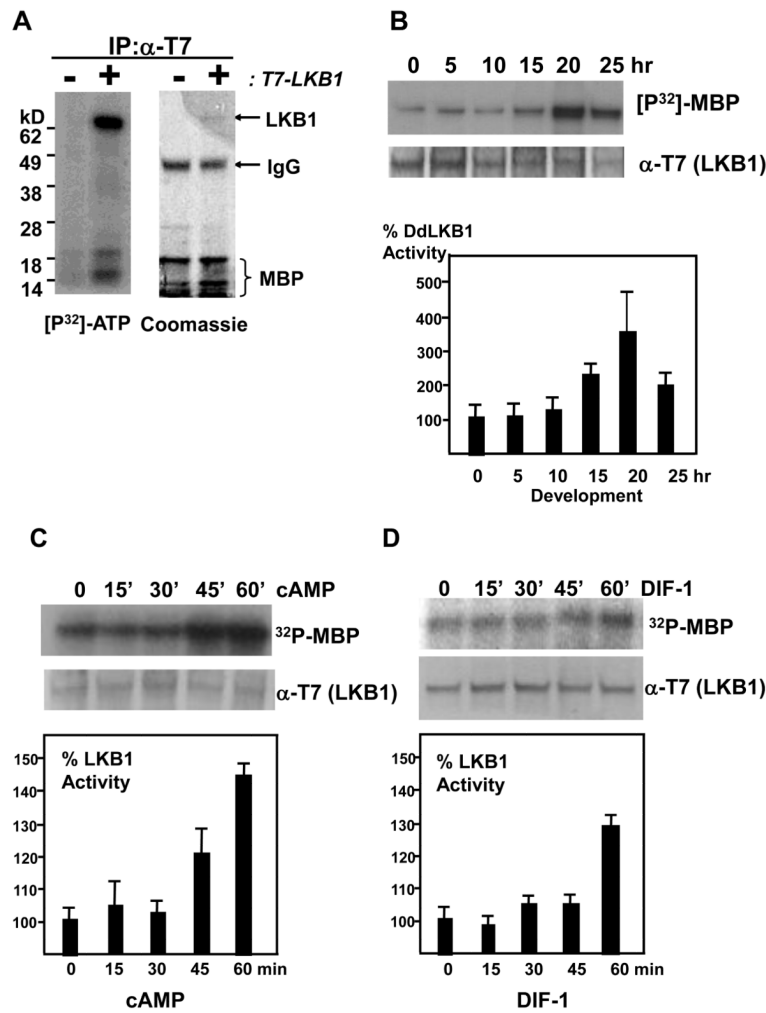 A
IP:α-T7
- + - + : T7-LKB1
kD
62
49
38
28
18
14
LKB1
IgG
MBP
[P32]-ATP Coomassie
B
0 5 10 15 20 25 hr
[P32]-MBP
α-T7 (LKB1)
% DdLKB1
Activity
500
400
300
200
100
0 5 10 15 20 25 hr
Development
C
0 15’ 30’ 45’ 60’ cAMP
32P-MBP
α-T7 (LKB1)
% LKB1
Activity
150
140
130
120
110
100
0 15 30 45 60 min
cAMP
D
0 15’ 30’ 45’ 60’ DIF-1
32P-MBP
α-T7 (LKB1)
% LKB1
Activity
150
140
130
120
110
100
0 15 30 45 60 min
DIF-1